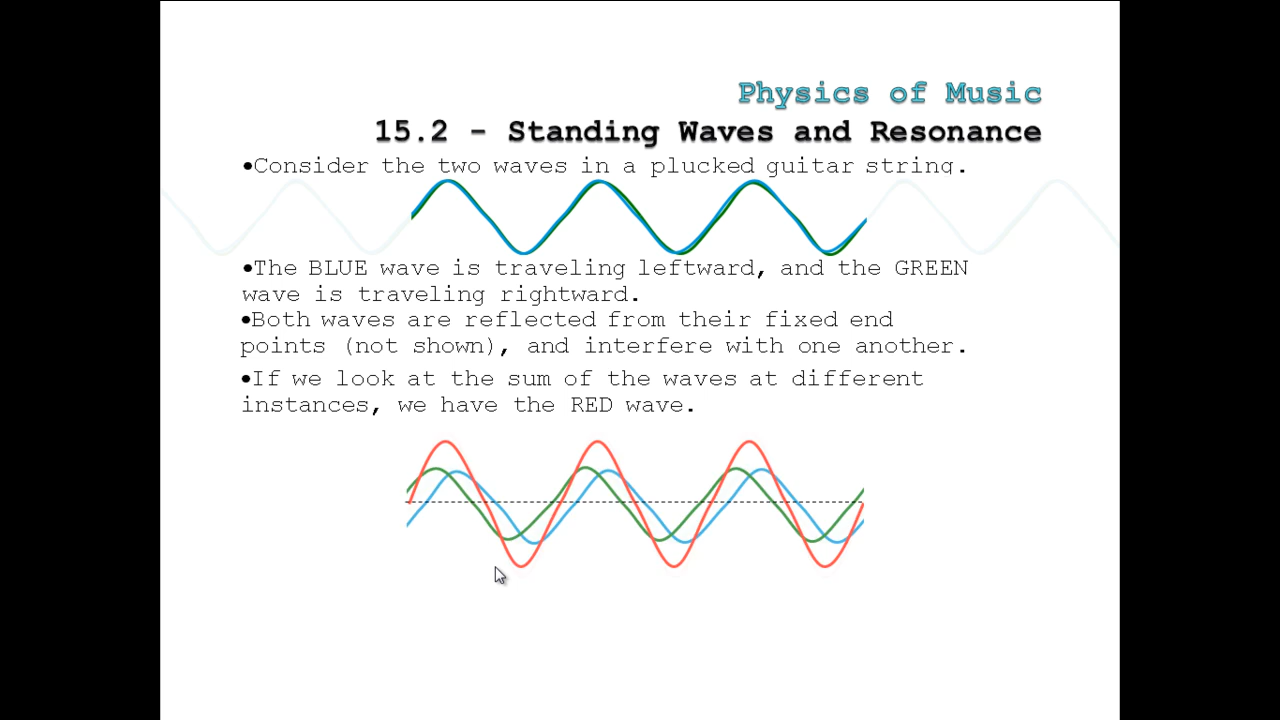 Physics of Music
15.2 - Standing Waves and Resonance
•Consider the two waves in a plucked guitar string.
•The BLUE wave is traveling leftward, and the GREEN
wave is traveling rightward.
•Both waves are reflected from their fixed end
points (not shown), and interfere with one another.
•If we look at the sum of the waves at different
instances, we have the RED wave.